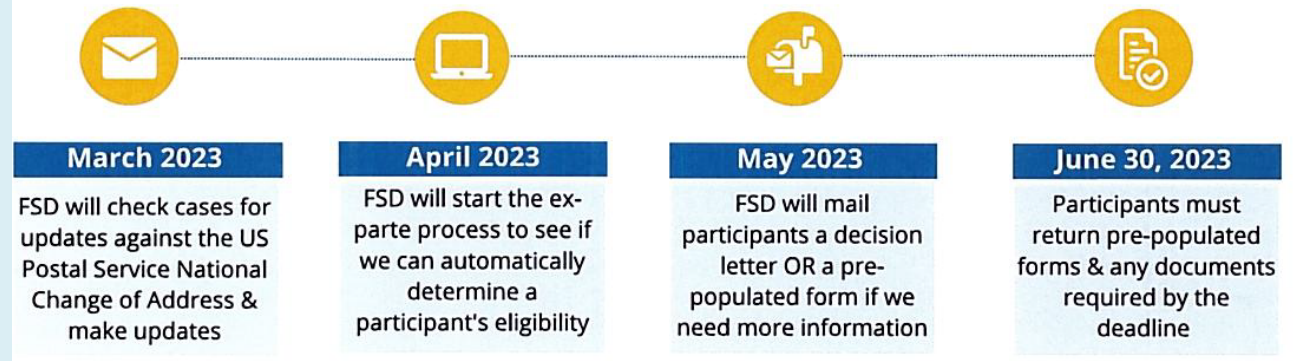 March 2023
FSD will check cases for
updates against the US
Postal Service National
Change of Address &
make updates
April 2023
FSD will start the ex-
parte process to see if
we can automatically
determine a
participant's eligibility
May 2023
FSD will mail
participants a decision
letter OR a pre-
populated form if we
need more information
June 30, 2023
Participants must
return pre-populated
forms & any documents
required by the
deadline